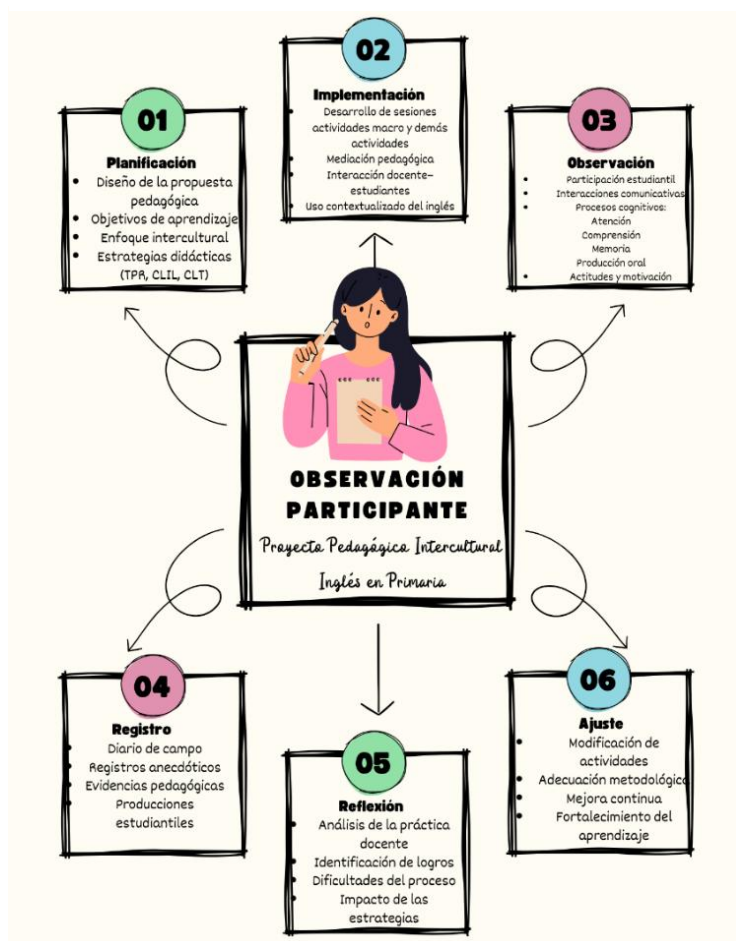 01
Planificación
• Diseño de la propuesta
pedagógica
• Objetivos de aprendizaje
• Enfoque intercultural
• Estrategias didácticas
(TPR, CLIL, CLT)
02
Implementación
• Desarrollo de sesiones
actividades macro y demás
actividades
• Mediación pedagógica
• Interacción docente-
estudiantes
• Uso contextualizado del inglés
03
Observación
• Participación estudiantil
• Interacciones comunicativas
• Procesos cognitivos:
Atención
Comprensión
Memoria
Producción oral
• Actitudes y motivación
OBSERVACIÓN
PARTICIPANTE
Proyecto Pedagógico Intercultural
Inglés en Primaria
04
Registro
• Diario de campo
• Registros anecdóticos
• Evidencias pedagógicas
• Producciones
estudiantiles
05
Reflexión
• Análisis de la práctica
docente
• Identificación de logros
• Dificultades del proceso
• Impacto de las
estrategias
06
Ajuste
• Modificación de
actividades
• Adecuación metodológica
• Mejora continua
• Fortalecimiento del
aprendizaje